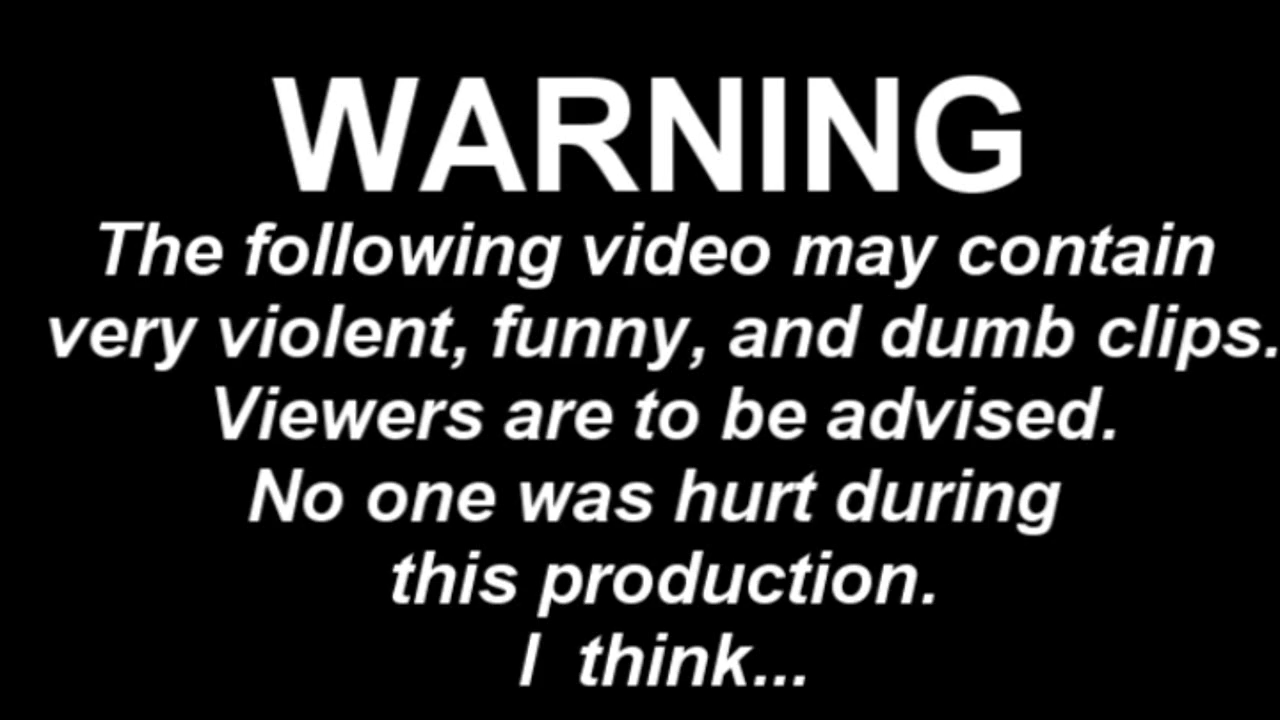 WARNING
The following video may contain
very violent, funny, and dumb clips.
Viewers are to be advised.
No one was hurt during
this production.
I think...